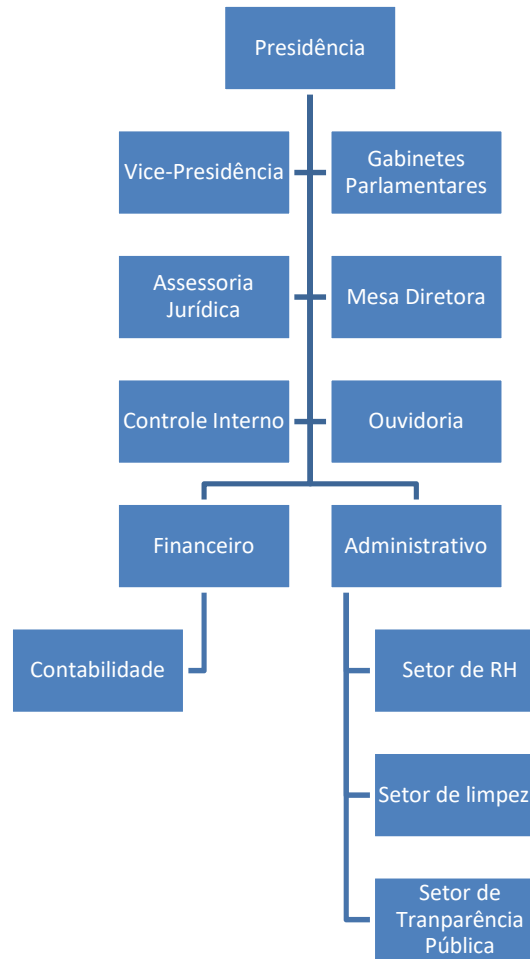 Presidência
Vice-Presidência
Gabinetes
Parlamentares
Assessoria
Jurídica
Mesa Diretora
Controle Interno
Ouvidoria
Financeiro
Administrativo
Contabilidade
Setor de RH
Setor de limpez
Setor de
Tranparência
Pública